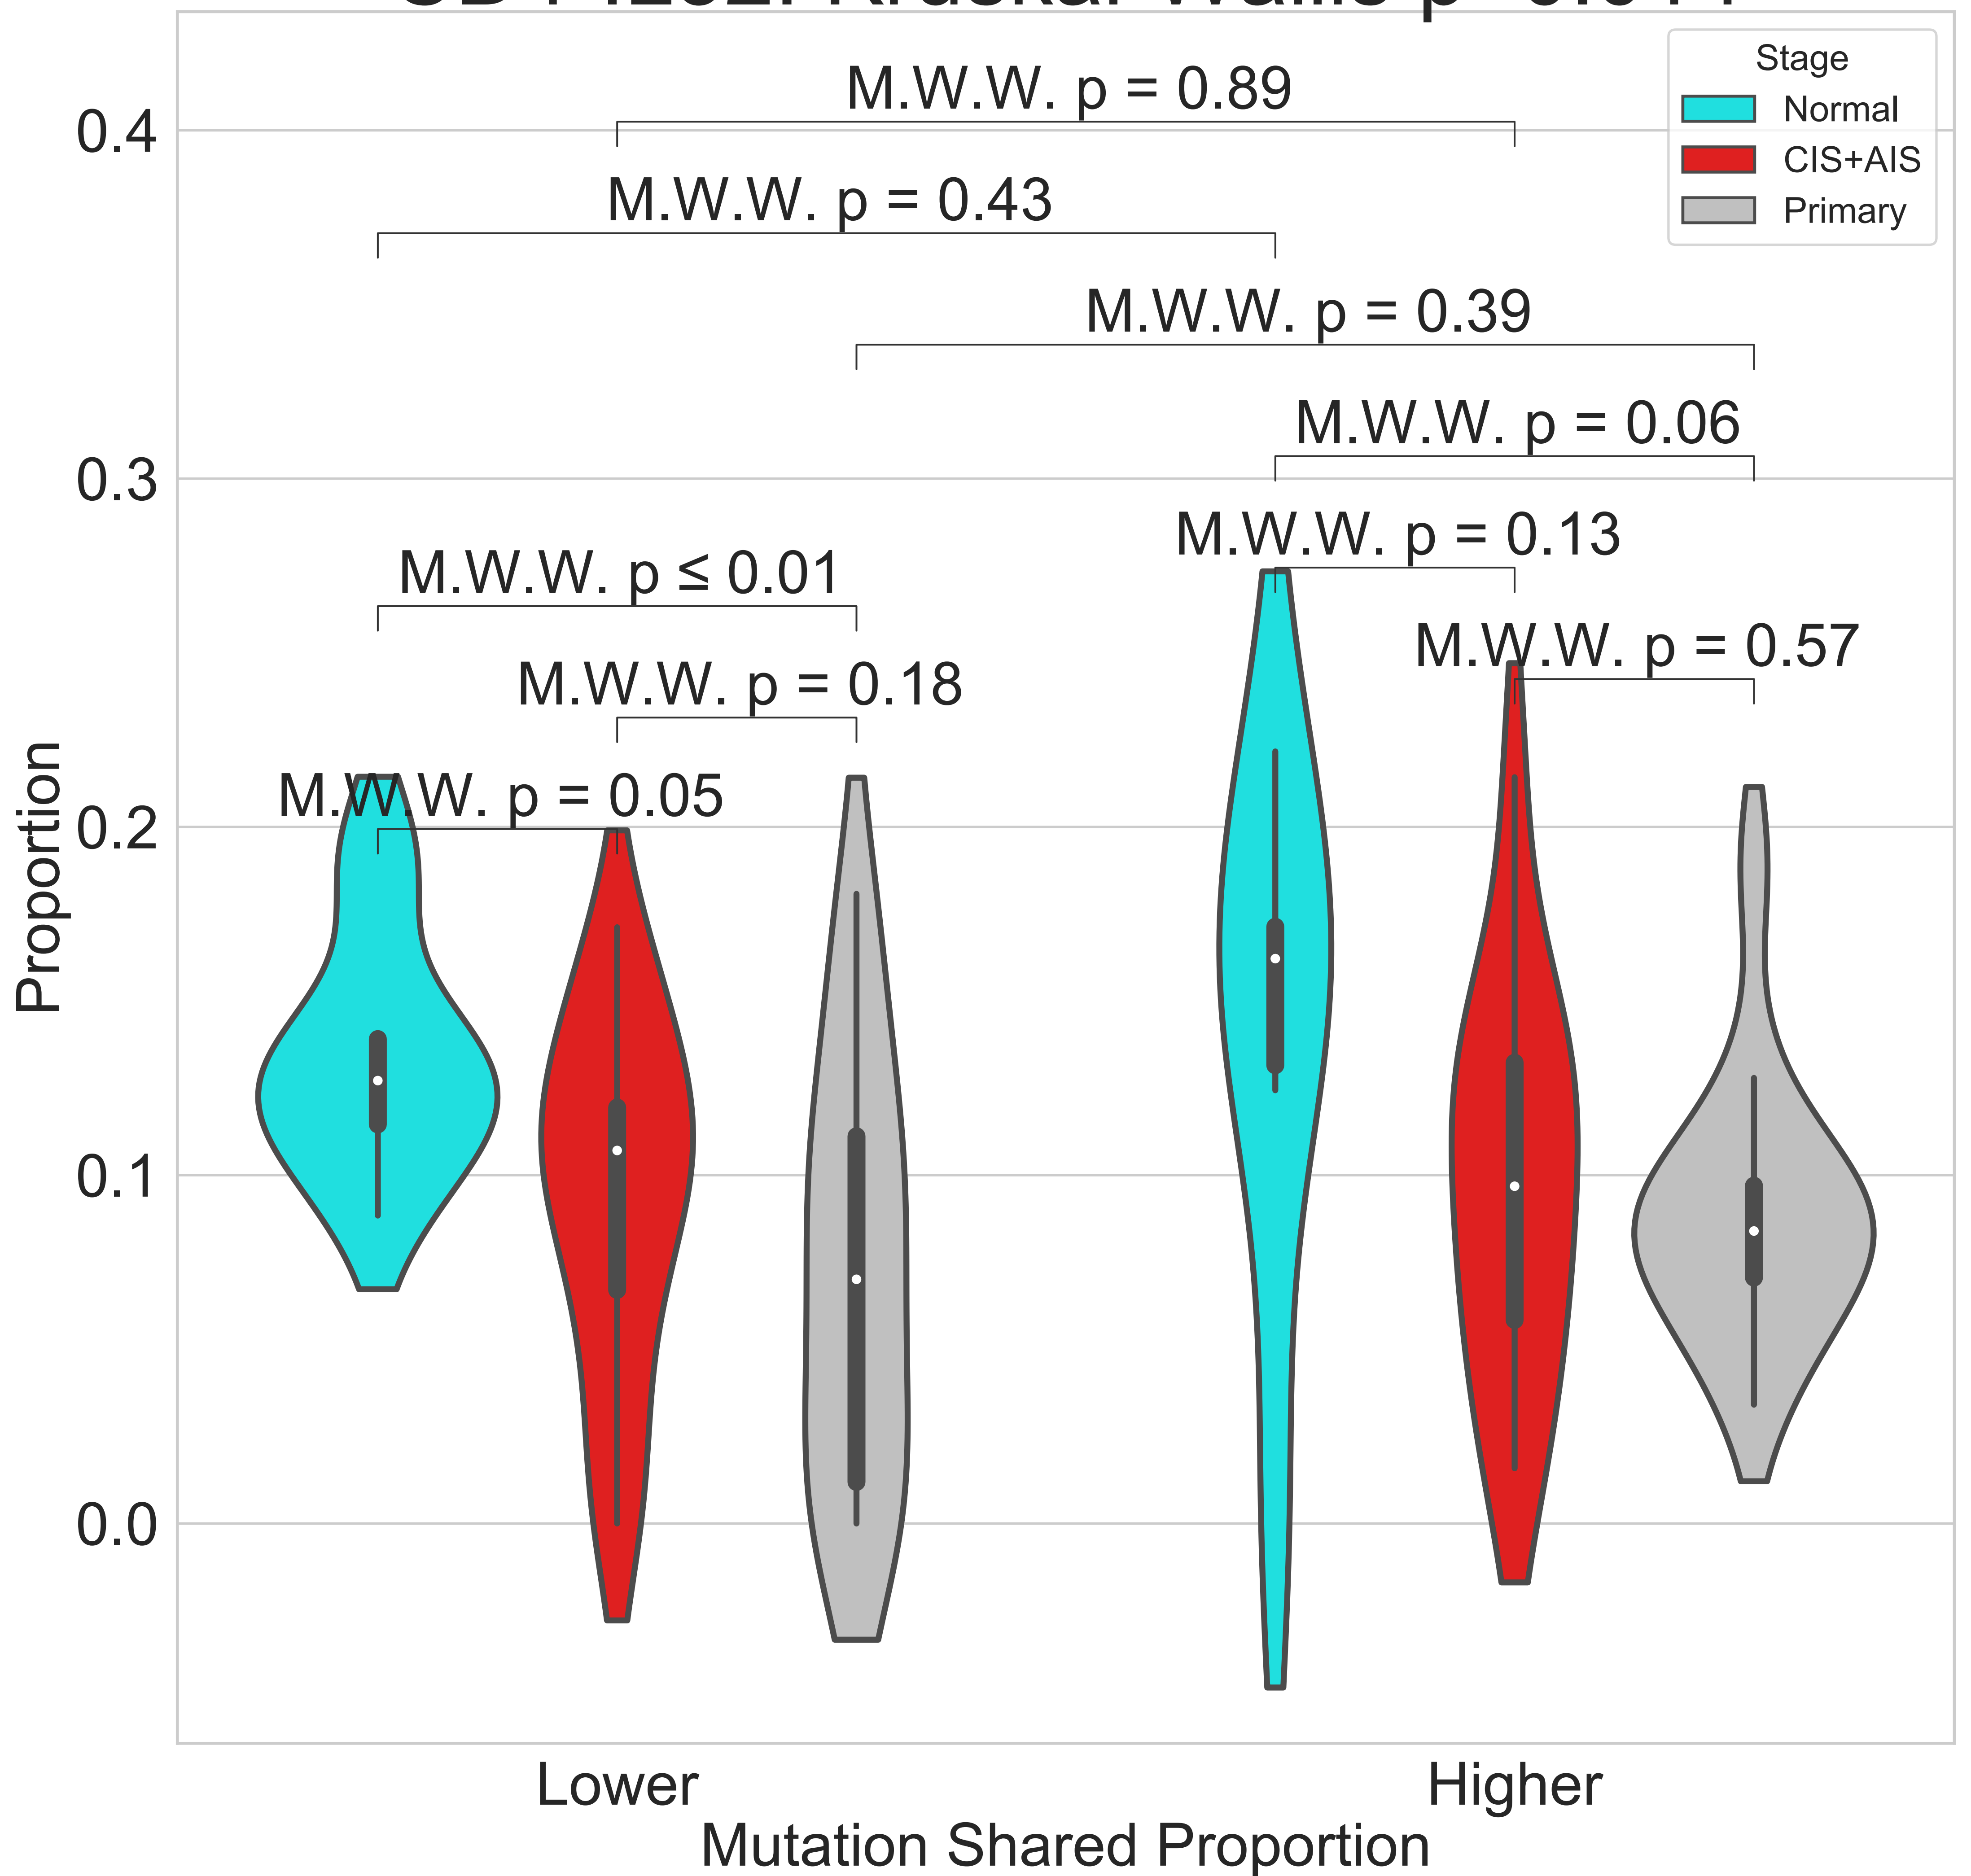 Stage
Normal
CIS+AIS
Primary
M.W.W. p = 0.89
M.W.W. p = 0.43
M.W.W. p = 0.39
M.W.W. p = 0.06
M.W.W. p = 0.13
M.W.W. p ≤ 0.01
M.W.W. p = 0.57
M.W.W. p = 0.18
M.W.W. p = 0.05
0.4
0.3
0.2
0.1
0.0
Proportion
Lower
Higher
Mutation Shared Proportion